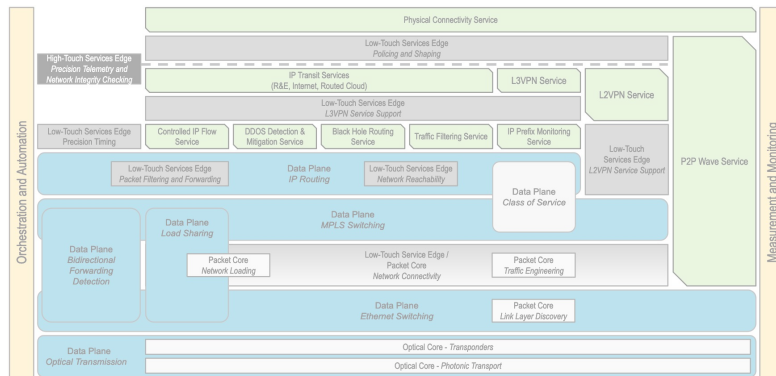 Physical Connectivity Service
Low-Touch Services Edge
Policing and Shaping
High-Touch Services Edge
Precision Telemetry and
Network Integrity Checking
IP Transit Services
(R&E, Internet, Routed Cloud)
L3VPN Service
L2VPN Service
Low-Touch Services Edge
L3VPN Service Support
Low-Touch Services Edge
Precision Timing
Controlled IP Flow
Service
DDOS Detection &
Mitigation Service
Black Hole Routing
Service
Traffic Filtering Service
IP Prefix Monitoring
Service
Low-Touch
Services Edge
L2VPN Service Support
P2P Wave Service
Orchestration and Automation
Measurement and Monitoring
Low-Touch Services Edge
Packet Filtering and Forwarding
Data Plane
IP Routing
Low-Touch Services Edge
Network Reachability
Data Plane
Class of Service
Data Plane
Load Sharing
Data Plane
MPLS Switching
Data Plane
Bidirectional
Forwarding
Detection
Packet Core
Network Loading
Low-Touch Service Edge /
Packet Core
Network Connectivity
Packet Core
Traffic Engineering
Data Plane
Ethernet Switching
Packet Core
Link Layer Discovery
Data Plane
Optical Transmission
Optical Core - Transponders
Optical Core - Photonic Transport